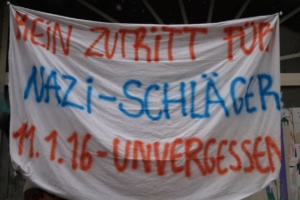 KEIN ZUTRITT FÜR
NAZI-SCHLÄGER
11.1.16-UNVERGESSEN